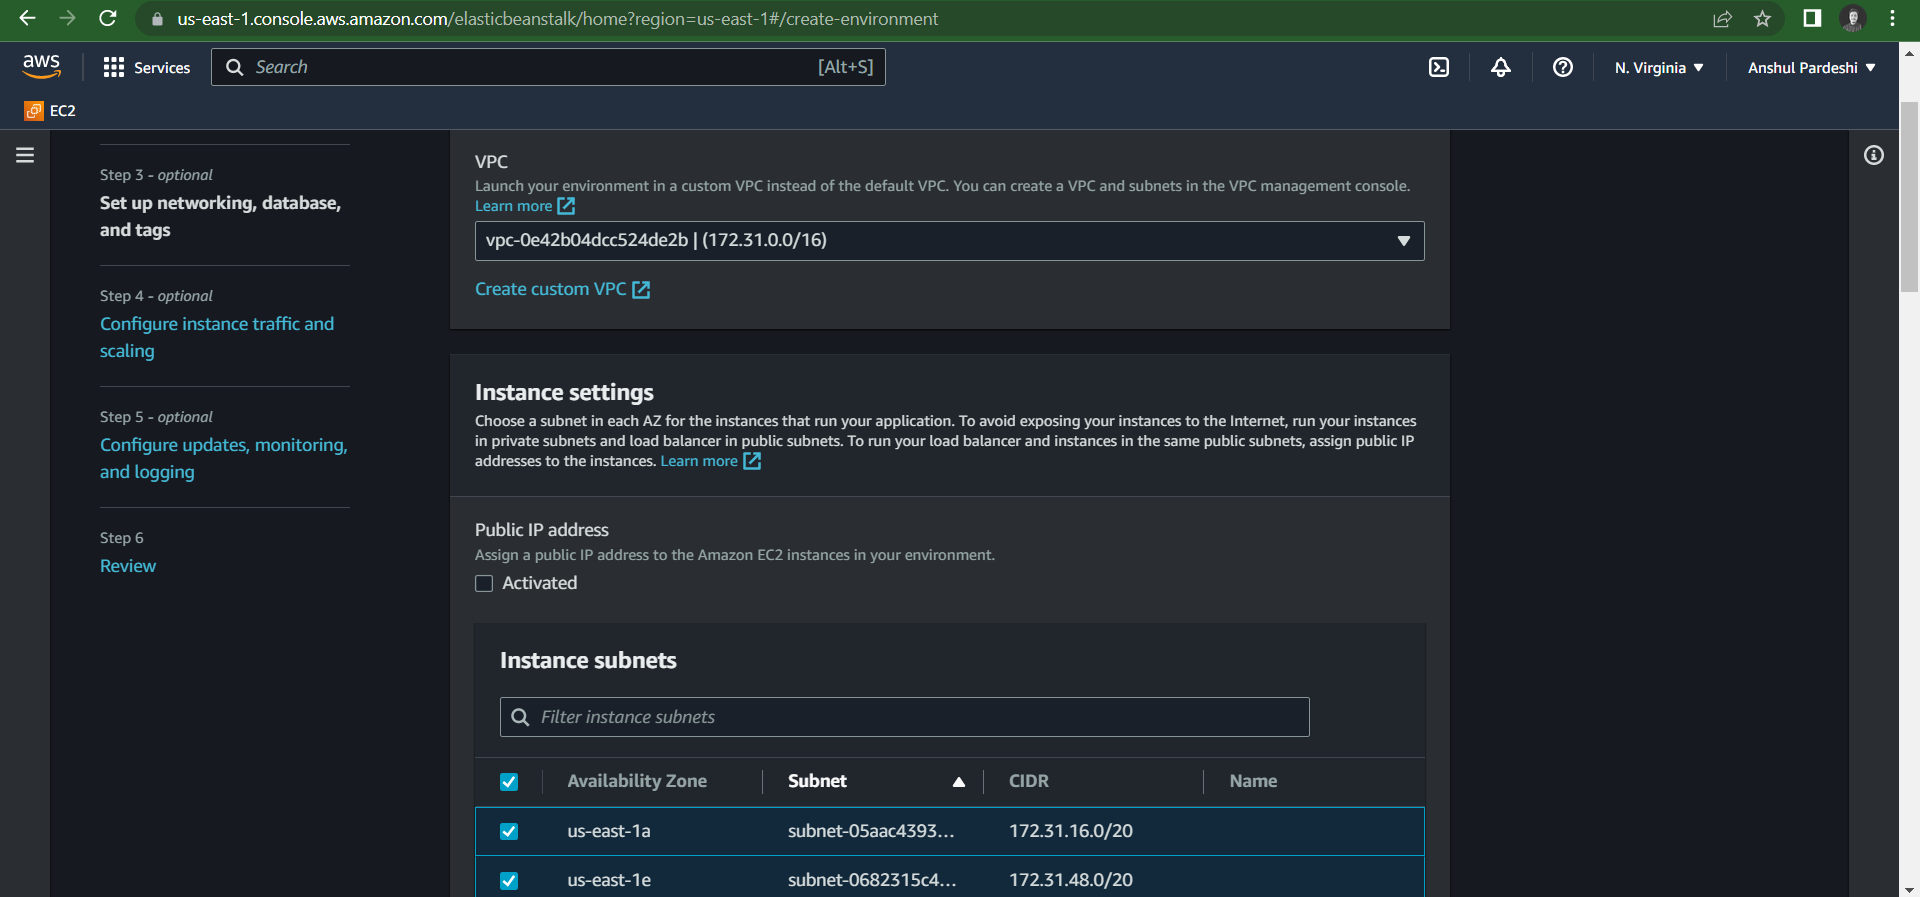 us-east-1.console.aws.amazon.com/elasticbeanstalk/home?region=us-east-1#/create-environment
aws
Services
Search
[Alt+S]
N. Virginia
Anshul Pardeshi
EC2
Step 3 - optional
Set up networking, database,
and tags
Step 4 - optional
Configure instance traffic and
scaling
Step 5 - optional
Configure updates, monitoring,
and logging
Step 6
Review
VPC
Launch your environment in a custom VPC instead of the default VPC. You can create a VPC and subnets in the VPC management console.
Learn more
vpc-0e42b04dcc524de2b | (172.31.0.0/16)
Create custom VPC
Instance settings
Choose a subnet in each AZ for the instances that run your application. To avoid exposing your instances to the Internet, run your instances
in private subnets and load balancer in public subnets. To run your load balancer and instances in the same public subnets, assign public IP
addresses to the instances. Learn more
Public IP address
Assign a public IP address to the Amazon EC2 instances in your environment.
Activated
Instance subnets
Filter instance subnets
Availability Zone Subnet CIDR Name
us-east-1a subnet-05aac4393... 172.31.16.0/20
us-east-1e subnet-0682315c4... 172.31.48.0/20